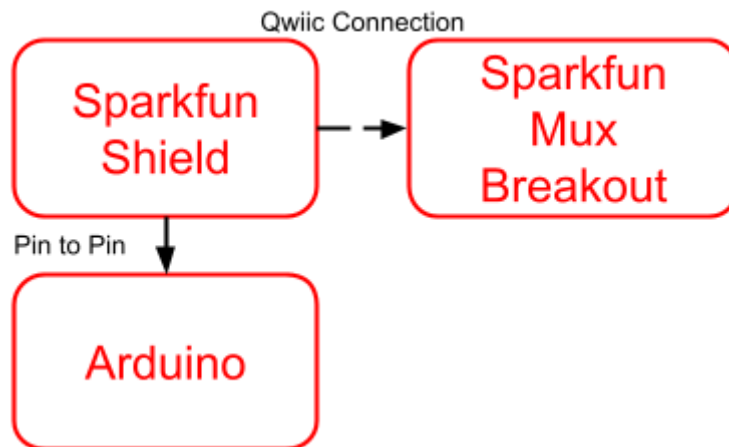 Qwiic Connection
Sparkfun
Shield
Sparkfun
Mux
Breakout
Pin to Pin
Arduino